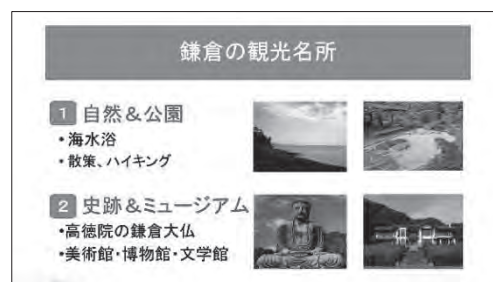 鎌倉の観光名所
1 自然&公園
・海水浴
・散策、ハイキング
2 史跡&ミュージアム
・高徳院の鎌倉大仏
・美術館・博物館・文学館